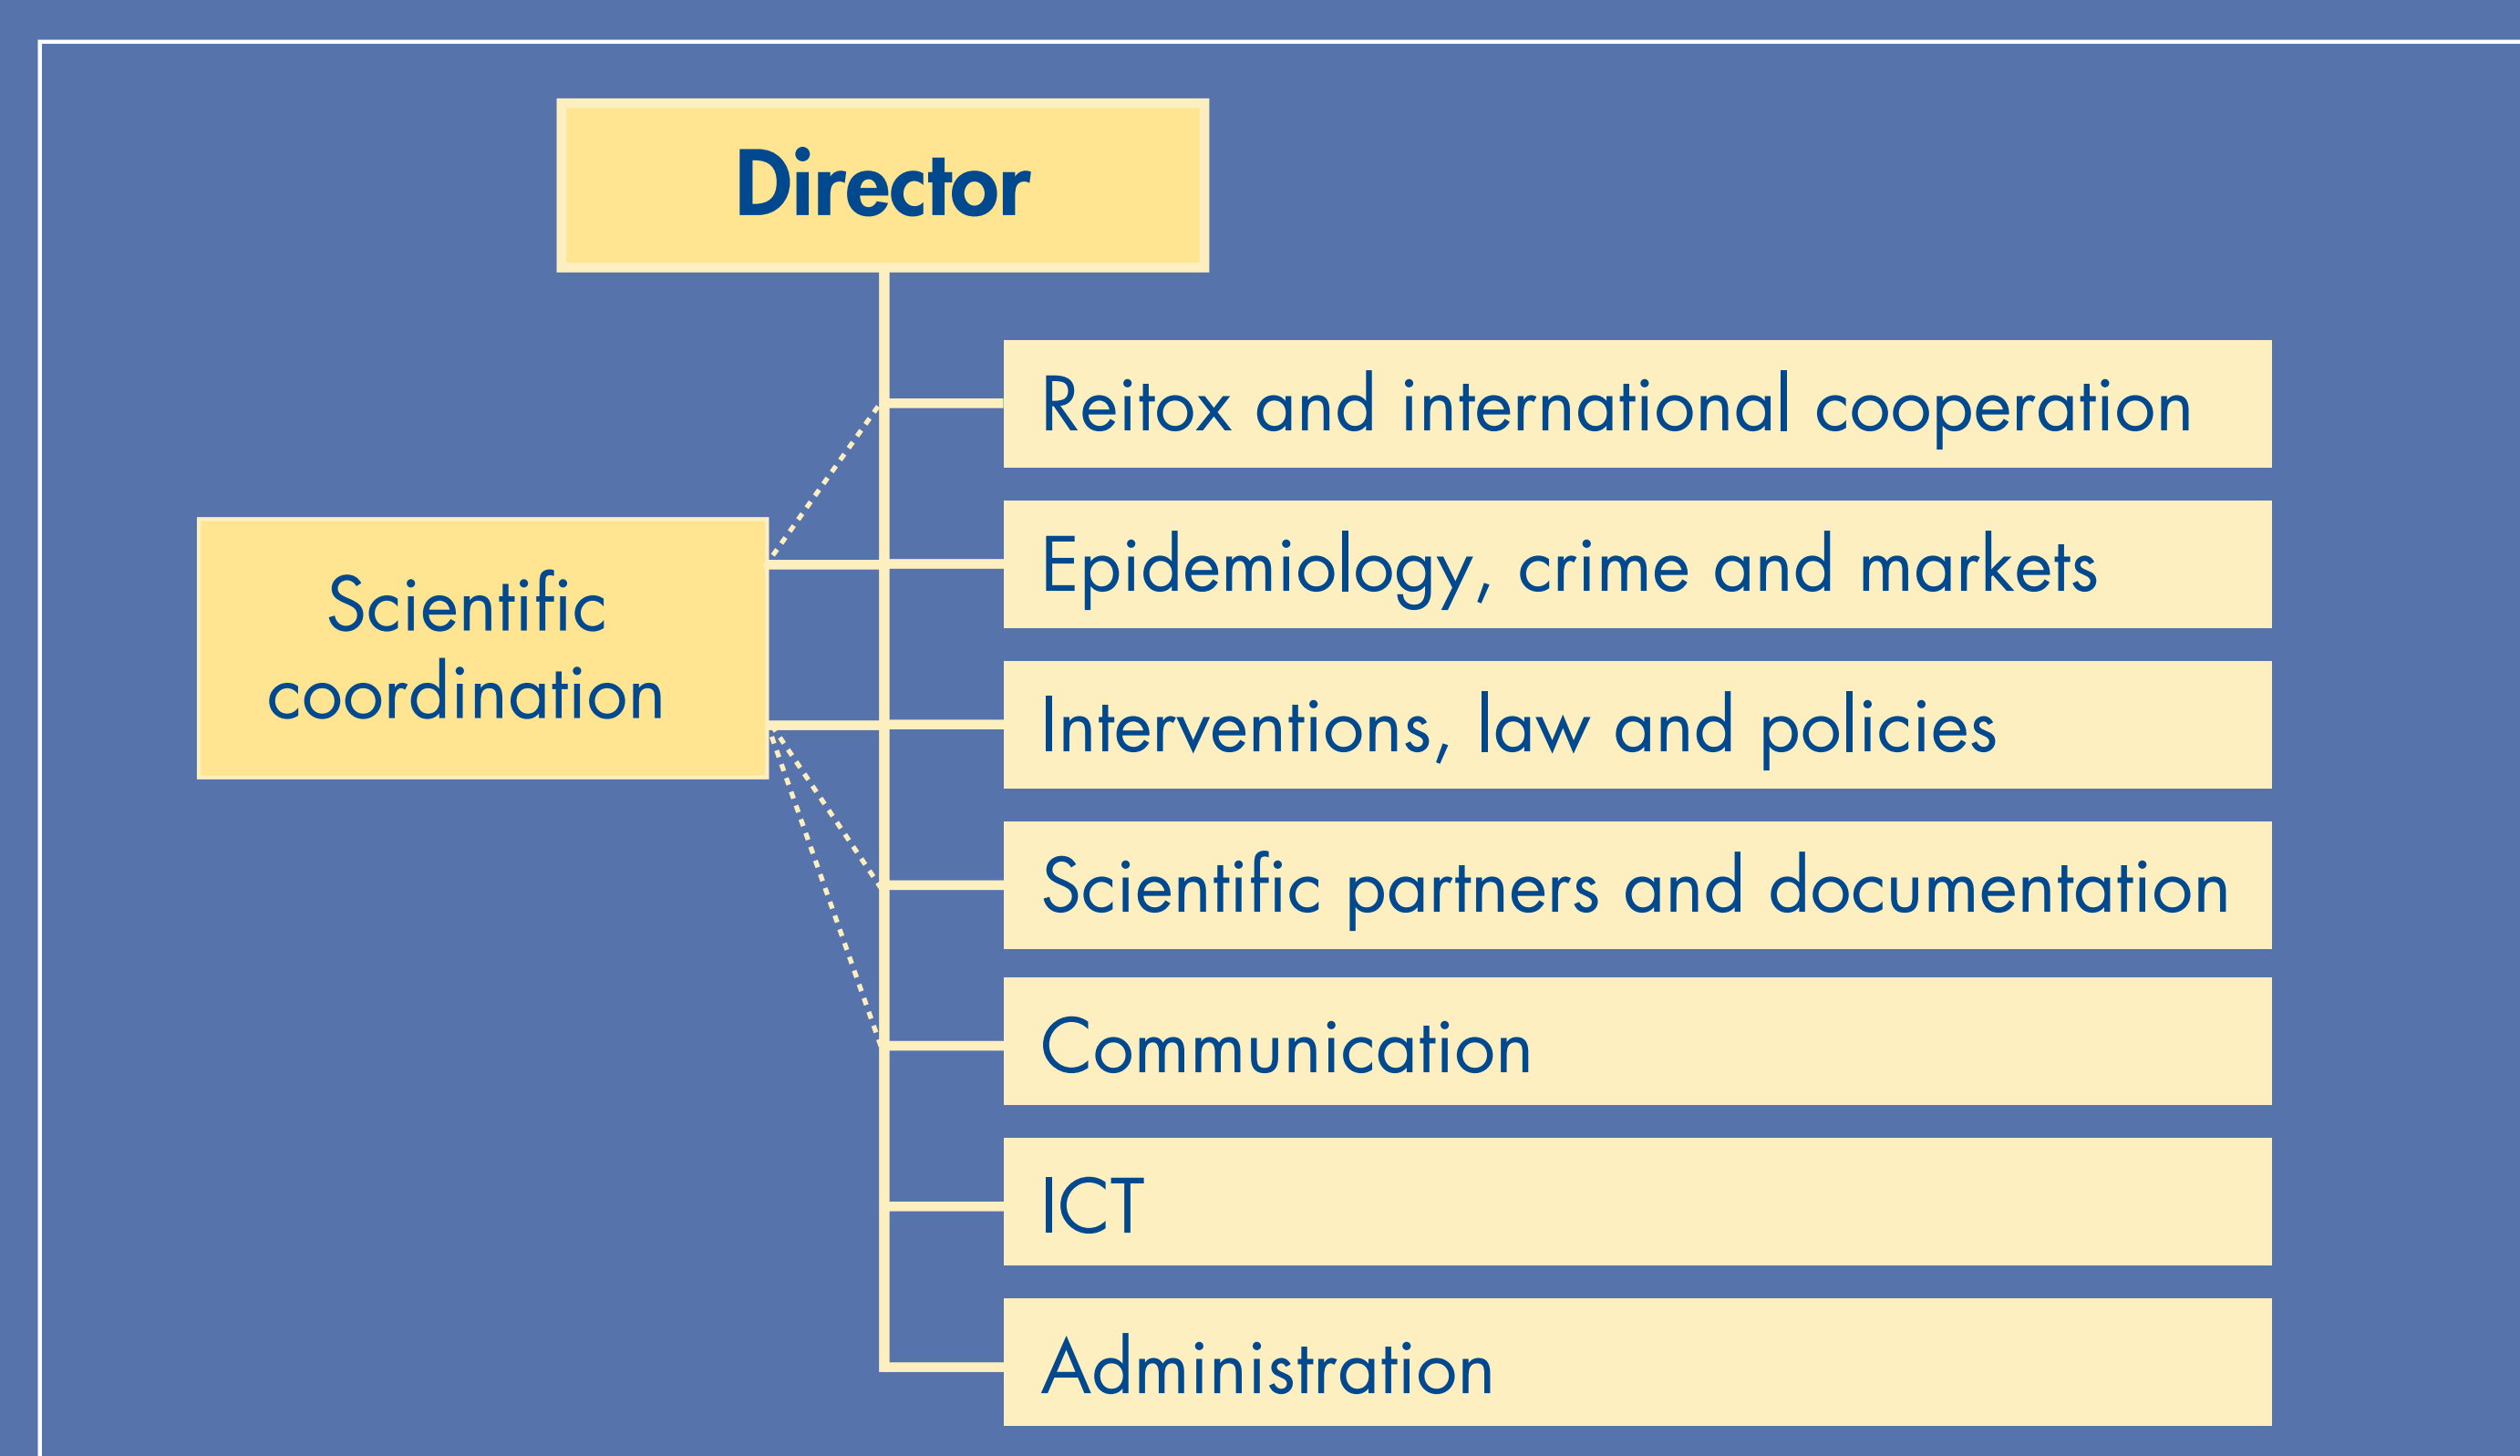 Director
Reitox and international cooperation
Epidemiology, crime and markets
Scientific
coordination
Interventions, law and policies
Scientific partners and documentation
Communication
ICT
Administration